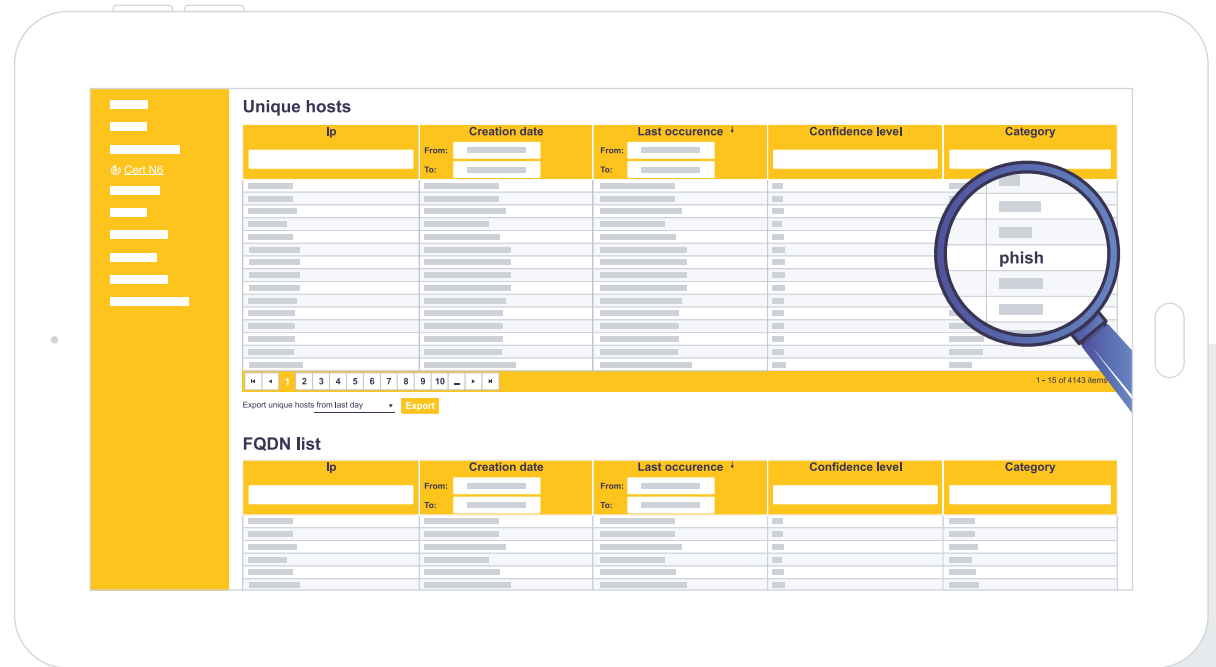 Cert N6
Unique hosts
Ip Creation date Last occurence Confidence level Category
From: From:
To: To:
phish
1 2 3 4 5 6 7 8 9 10 ...
1 - 15 of 4143 items
Export unique hosts from last day Export
FQDN list
Ip Creation date Last occurence Confidence level Category
From: From:
To: To: